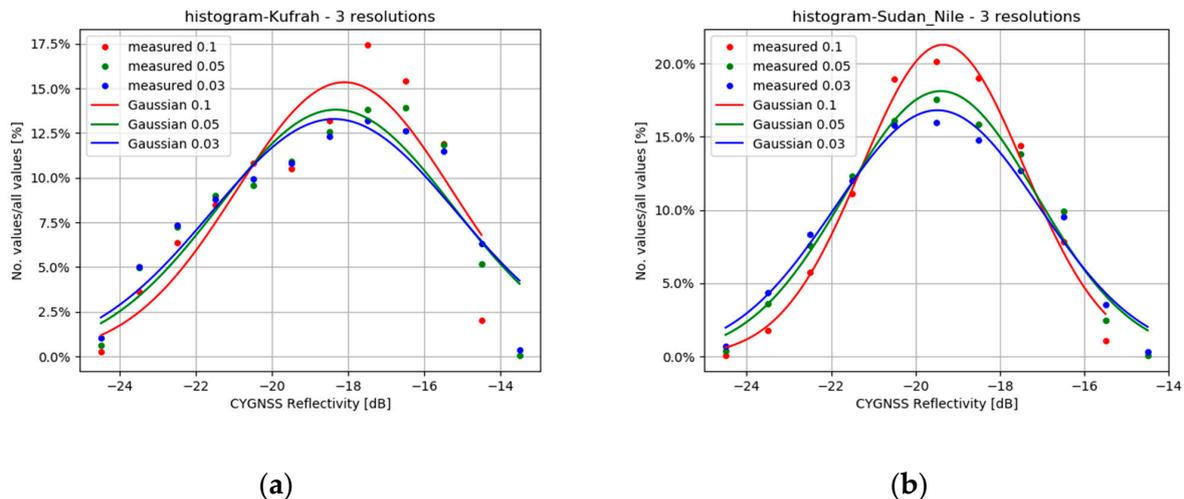 histogram-Kufrah - 3 resolutions
17.5%
15.0%
12.5%
10.0%
7.5%
5.0%
2.5%
0.0%
No. values/all values [%]
measured 0.1
measured 0.05
measured 0.03
Gaussian 0.1
Gaussian 0.05
Gaussian 0.03
−24 −22 −20 −18 −16 −14
CYGNSS Reflectivity [dB]
(a)
histogram-Sudan_Nile - 3 resolutions
20.0%
15.0%
10.0%
5.0%
0.0%
No. values/all values [%]
measured 0.1
measured 0.05
measured 0.03
Gaussian 0.1
Gaussian 0.05
Gaussian 0.03
−24 −22 −20 −18 −16 −14
CYGNSS Reflectivity [dB]
(b)